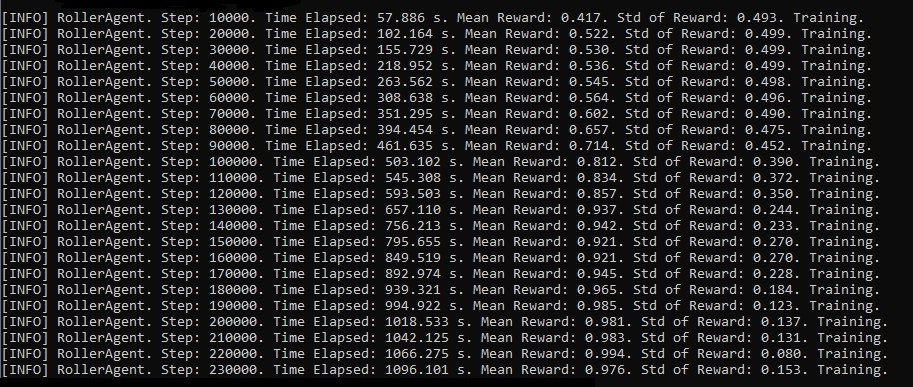 [INFO] RollerAgent. Step: 10000. Time Elapsed: 57.886 s. Mean Reward: 0.417. Std of Reward: 0.493. Training.
[INFO] RollerAgent. Step: 20000. Time Elapsed: 102.164 s. Mean Reward: 0.522. Std of Reward: 0.499. Training.
[INFO] RollerAgent. Step: 30000. Time Elapsed: 155.729 s. Mean Reward: 0.530. Std of Reward: 0.499. Training.
[INFO] RollerAgent. Step: 40000. Time Elapsed: 218.952 s. Mean Reward: 0.536. Std of Reward: 0.499. Training.
[INFO] RollerAgent. Step: 50000. Time Elapsed: 263.562 s. Mean Reward: 0.545. Std of Reward: 0.498. Training.
[INFO] RollerAgent. Step: 60000. Time Elapsed: 308.638 s. Mean Reward: 0.564. Std of Reward: 0.496. Training.
[INFO] RollerAgent. Step: 70000. Time Elapsed: 351.295 s. Mean Reward: 0.602. Std of Reward: 0.490. Training.
[INFO] RollerAgent. Step: 80000. Time Elapsed: 394.454 s. Mean Reward: 0.657. Std of Reward: 0.475. Training.
[INFO] RollerAgent. Step: 90000. Time Elapsed: 461.635 s. Mean Reward: 0.714. Std of Reward: 0.452. Training.
[INFO] RollerAgent. Step: 100000. Time Elapsed: 503.102 s. Mean Reward: 0.812. Std of Reward: 0.390. Training.
[INFO] RollerAgent. Step: 110000. Time Elapsed: 545.308 s. Mean Reward: 0.834. Std of Reward: 0.372. Training.
[INFO] RollerAgent. Step: 120000. Time Elapsed: 593.503 s. Mean Reward: 0.857. Std of Reward: 0.350. Training.
[INFO] RollerAgent. Step: 130000. Time Elapsed: 657.110 s. Mean Reward: 0.937. Std of Reward: 0.244. Training.
[INFO] RollerAgent. Step: 140000. Time Elapsed: 756.213 s. Mean Reward: 0.942. Std of Reward: 0.233. Training.
[INFO] RollerAgent. Step: 150000. Time Elapsed: 795.655 s. Mean Reward: 0.921. Std of Reward: 0.270. Training.
[INFO] RollerAgent. Step: 160000. Time Elapsed: 849.519 s. Mean Reward: 0.921. Std of Reward: 0.270. Training.
[INFO] RollerAgent. Step: 170000. Time Elapsed: 892.974 s. Mean Reward: 0.945. Std of Reward: 0.228. Training.
[INFO] RollerAgent. Step: 180000. Time Elapsed: 939.321 s. Mean Reward: 0.965. Std of Reward: 0.184. Training.
[INFO] RollerAgent. Step: 190000. Time Elapsed: 994.922 s. Mean Reward: 0.985. Std of Reward: 0.123. Training.
[INFO] RollerAgent. Step: 200000. Time Elapsed: 1018.533 s. Mean Reward: 0.981. Std of Reward: 0.137. Training.
[INFO] RollerAgent. Step: 210000. Time Elapsed: 1042.125 s. Mean Reward: 0.983. Std of Reward: 0.131. Training.
[INFO] RollerAgent. Step: 220000. Time Elapsed: 1066.275 s. Mean Reward: 0.994. Std of Reward: 0.080. Training.
[INFO] RollerAgent. Step: 230000. Time Elapsed: 1096.101 s. Mean Reward: 0.976. Std of Reward: 0.153. Training.